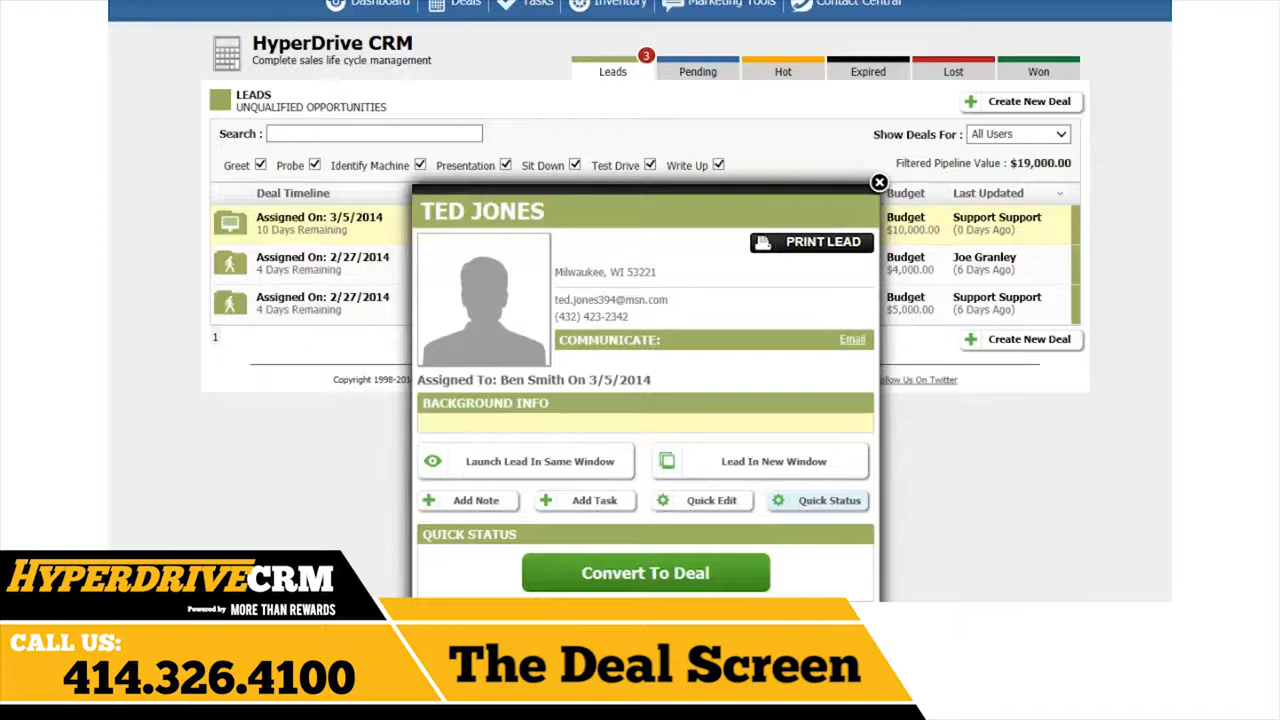 Dashboard Deals Tasks Inventory Marketing Tools Contact Central
HyperDrive CRM
Complete sales life cycle management
3
Leads Pending Hot Expired Lost Won
LEADS
UNQUALIFIED OPPORTUNITIES
Create New Deal
Search : Show Deals For : All Users
Greet Probe Identify Machine Presentation Sit Down Test Drive Write Up Filtered Pipeline Value : $19,000.00
Deal Timeline Budget Last Updated
Assigned On: 3/5/2014 Budget Support Support
10 Days Remaining $10,000.00 (0 Days Ago)
Assigned On: 2/27/2014 Budget Joe Granley
4 Days Remaining $4,000.00 (6 Days Ago)
Assigned On: 2/27/2014 Budget Support Support
4 Days Remaining $5,000.00 (6 Days Ago)
1 Create New Deal
Copyright 1998-201 ollow Us On Twitter
TED JONES
PRINT LEAD
Milwaukee, WI 53221
ted.jones394@msn.com
(432) 423-2342
COMMUNICATE: Email
Assigned To: Ben Smith On 3/5/2014
BACKGROUND INFO
Launch Lead In Same Window Lead In New Window
Add Note Add Task Quick Edit Quick Status
QUICK STATUS
Convert To Deal
HYPERDRIVECRM
Powered by MORE THAN REWARDS
CALL US:
414.326.4100
The Deal Screen